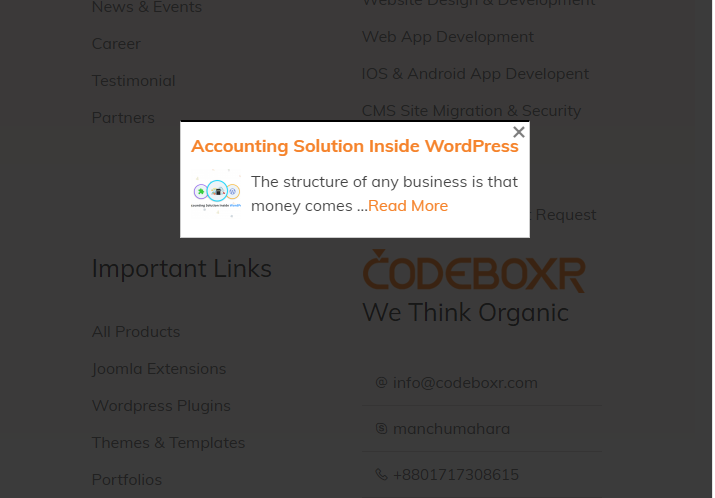 News & Events
Career
Testimonial
Partners
Website Design & Development
Web App Development
IOS & Android App Developent
CMS Site Migration & Security
Accounting Solution Inside WordPress
The structure of any business is that
money comes ...Read More
Request
Important Links
All Products
Joomla Extensions
Wordpress Plugins
Themes & Templates
Portfolios
CODEBOXR
We Think Organic
info@codeboxr.com
manchumahara
+8801717308615